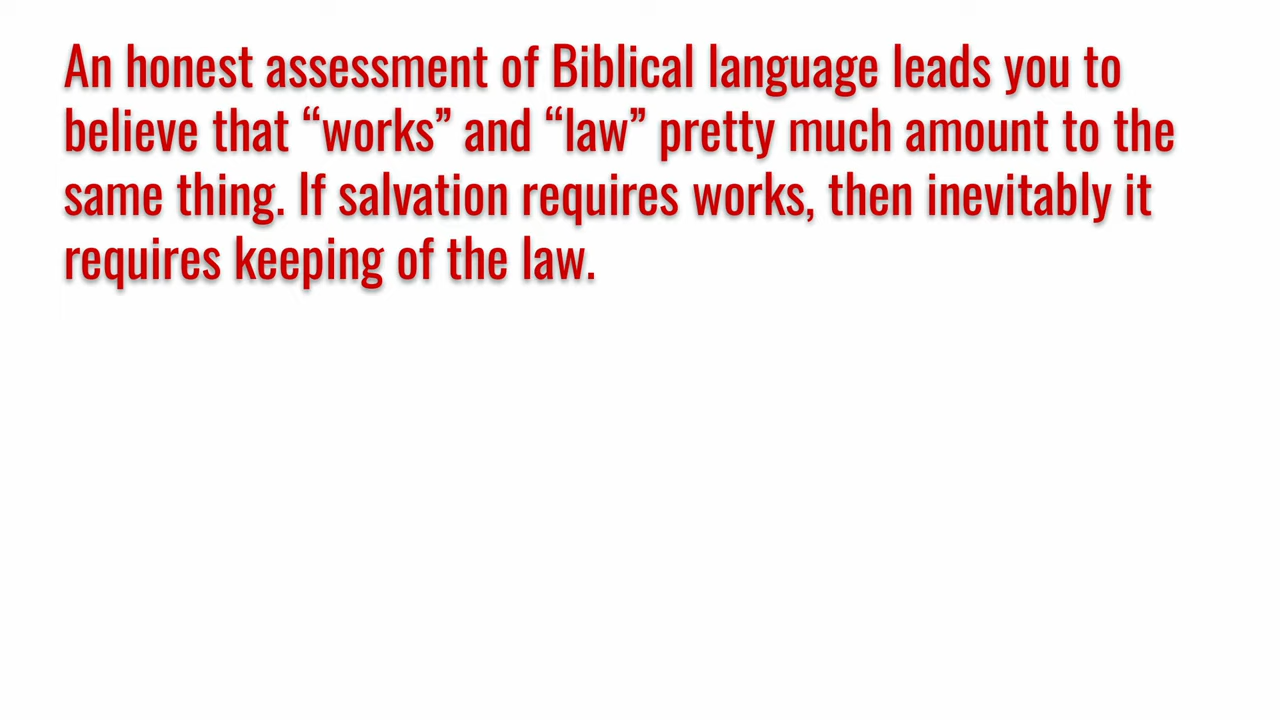 An honest assessment of Biblical language leads you to
believe that “works” and “law” pretty much amount to the
same thing. If salvation requires works, then inevitably it
requires keeping of the law.